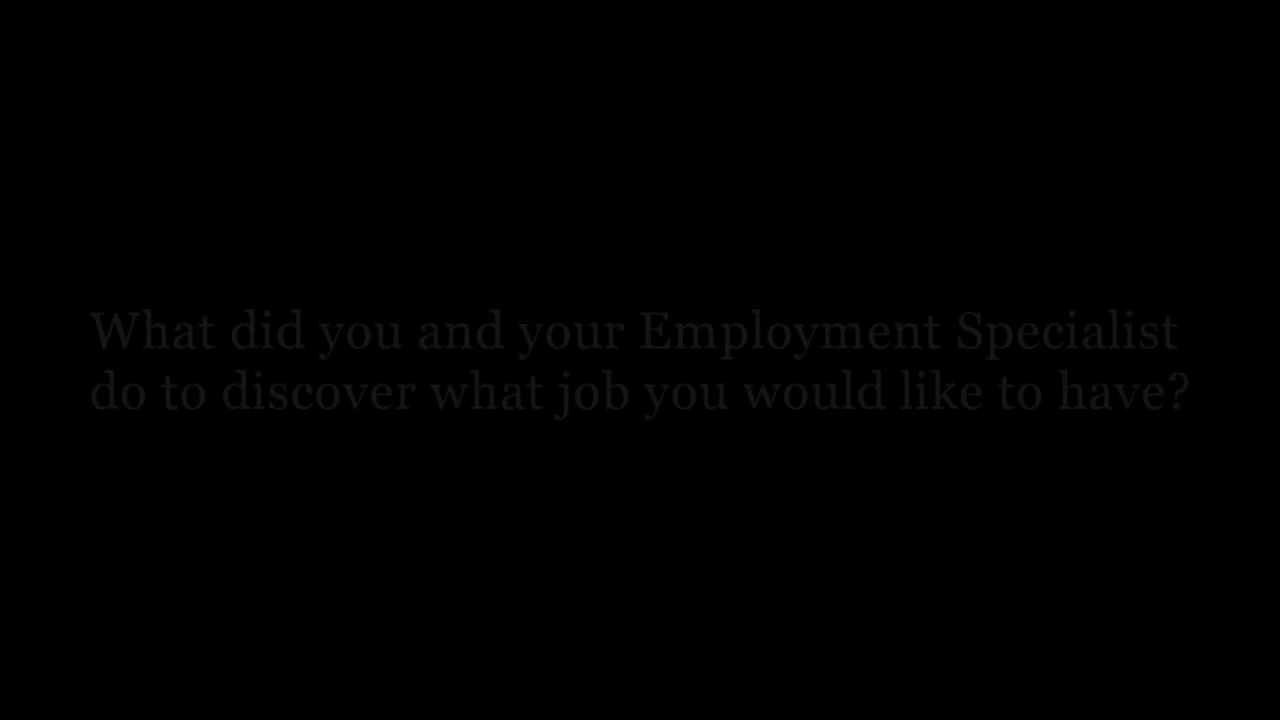 What did you and your Employment Specialist
do to discover what job you would like to have?